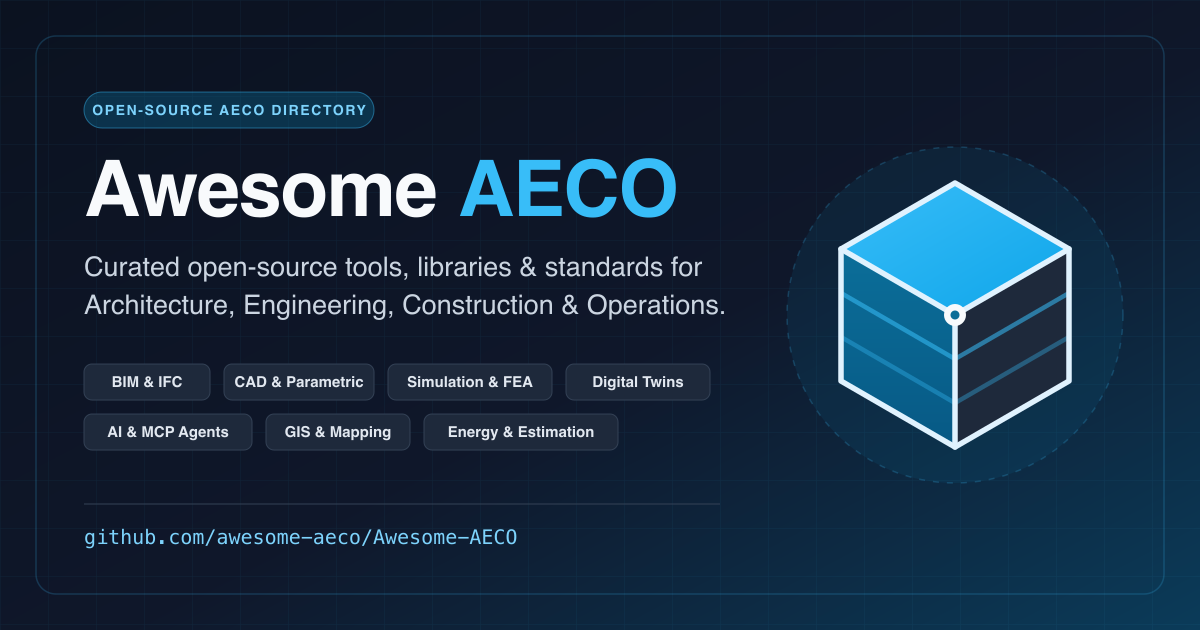 OPEN-SOURCE AECO DIRECTORY
Awesome AECO
Curated open-source tools, libraries & standards for
Architecture, Engineering, Construction & Operations.
BIM & IFC
CAD & Parametric
Simulation & FEA
Digital Twins
AI & MCP Agents
GIS & Mapping
Energy & Estimation
github.com/awesome-aeco/Awesome-AECO